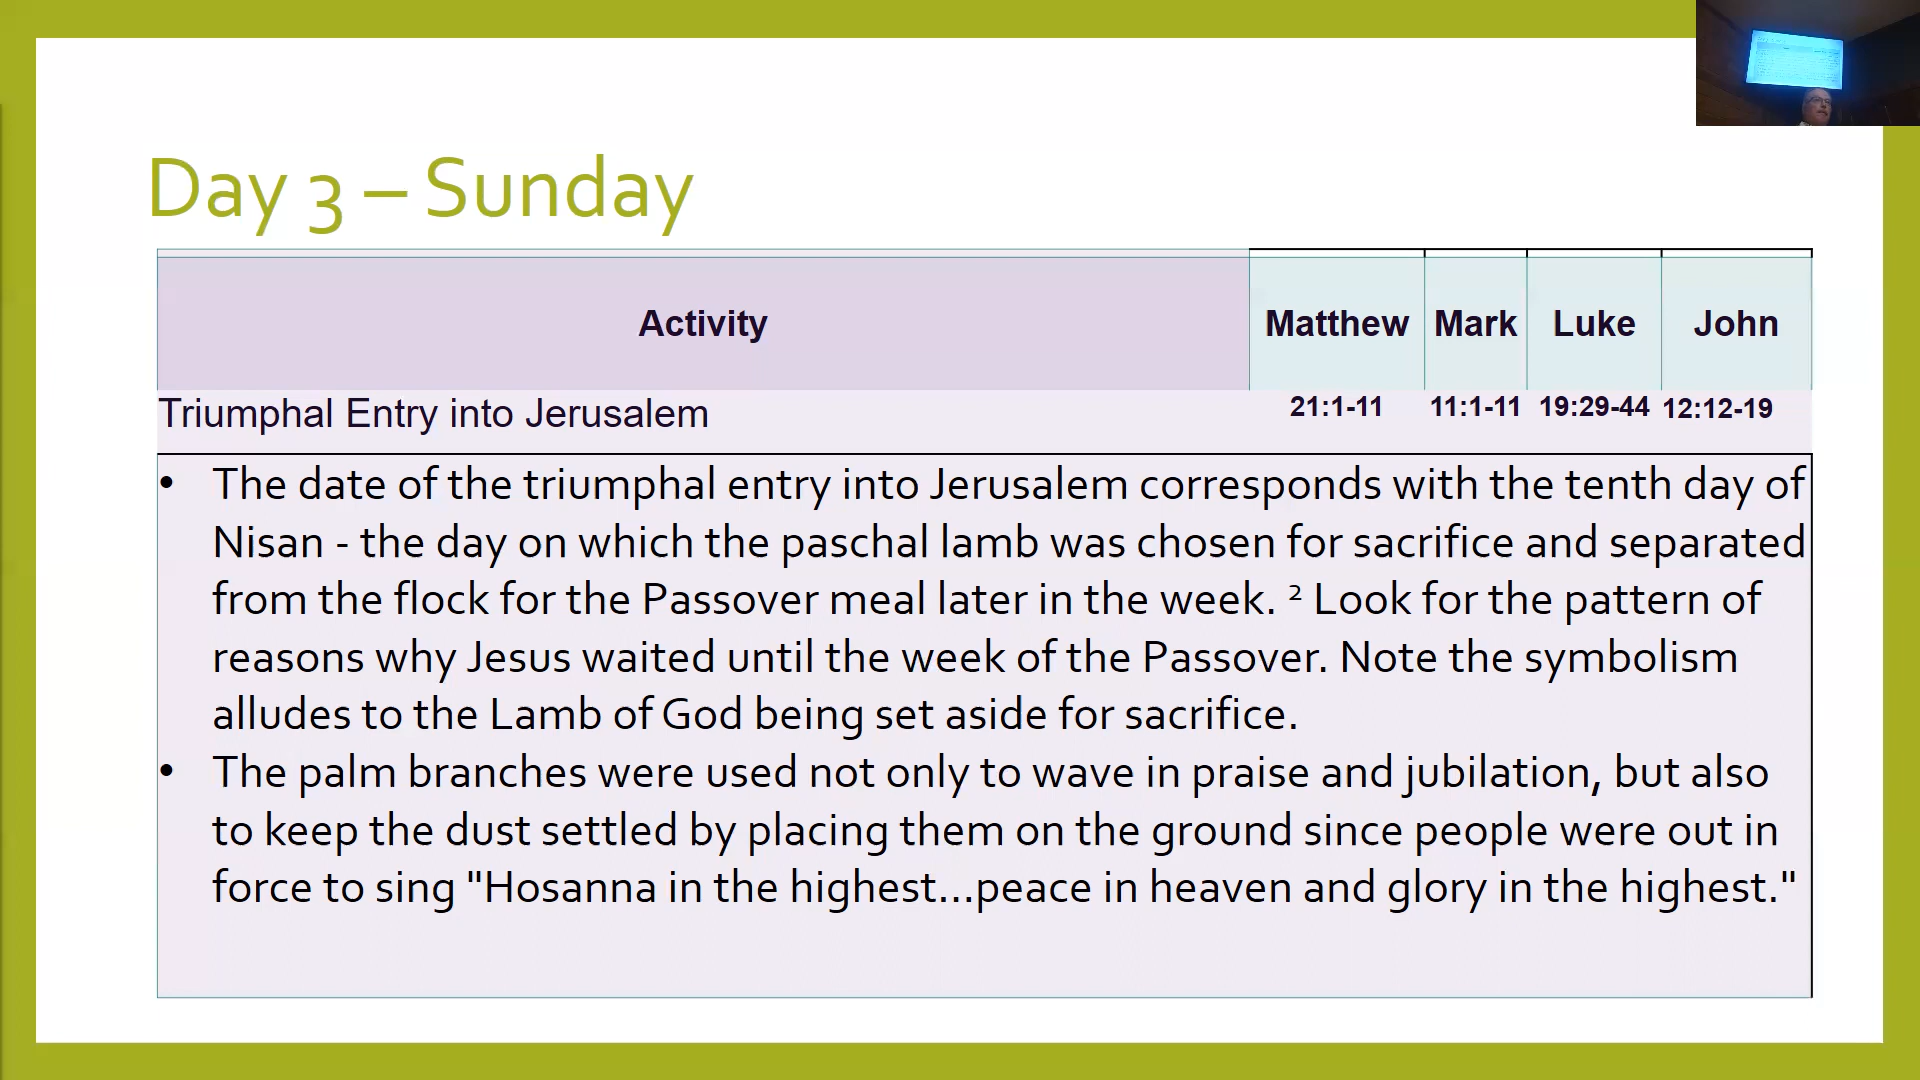 Day 3 – Sunday
Activity Matthew Mark Luke John
Triumphal Entry into Jerusalem 21:1-11 11:1-11 19:29-44 12:12-19
• The date of the triumphal entry into Jerusalem corresponds with the tenth day of
Nisan - the day on which the paschal lamb was chosen for sacrifice and separated
from the flock for the Passover meal later in the week. ² Look for the pattern of
reasons why Jesus waited until the week of the Passover. Note the symbolism
alludes to the Lamb of God being set aside for sacrifice.
• The palm branches were used not only to wave in praise and jubilation, but also
to keep the dust settled by placing them on the ground since people were out in
force to sing "Hosanna in the highest...peace in heaven and glory in the highest."